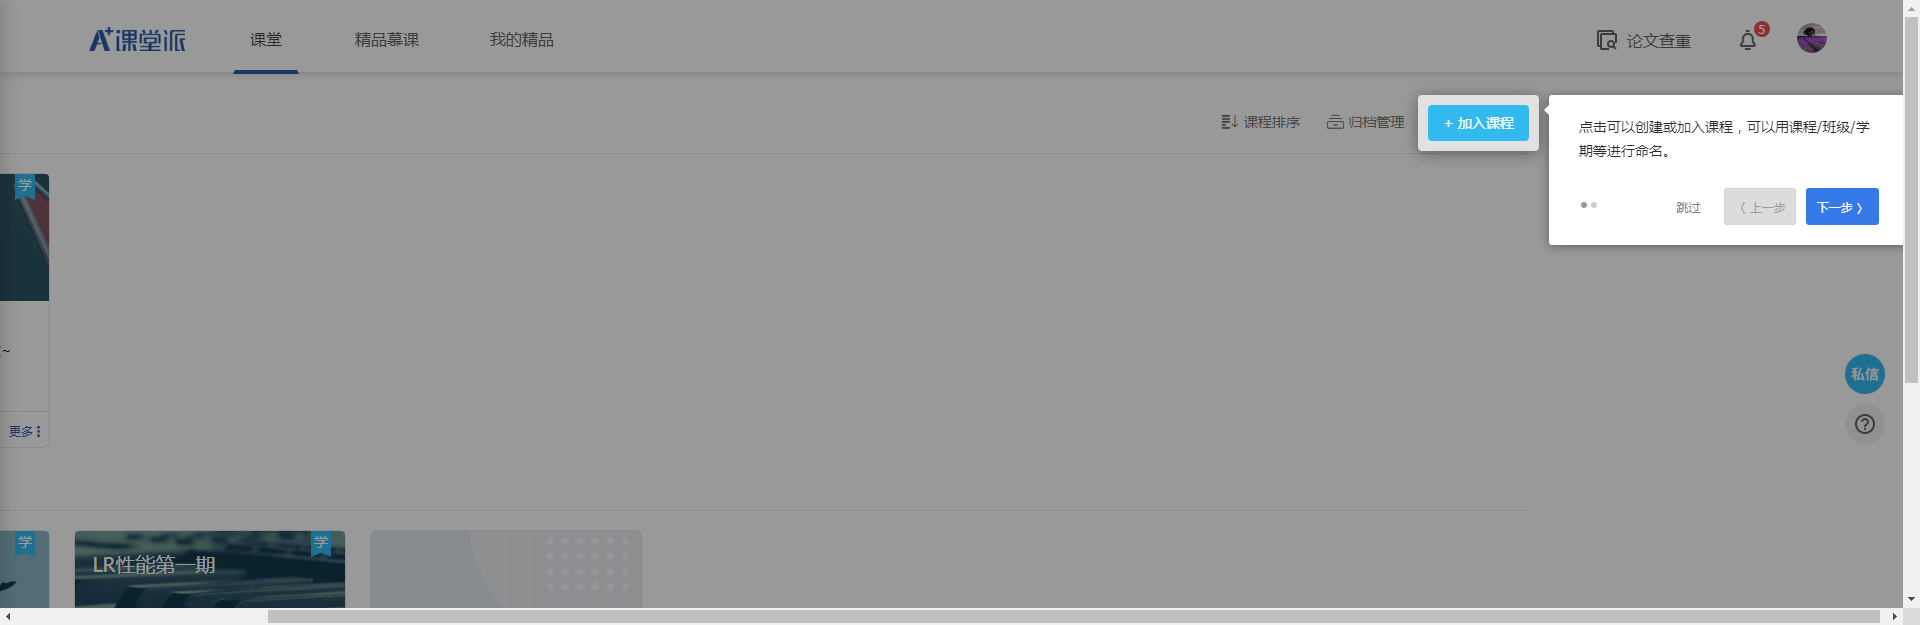 A+课堂派
课堂
精品慕课
我的精品
论文查重
5
课程排序
归档管理
+ 加入课程
点击可以创建或加入课程，可以用课程/班级/学
期等进行命名。
跳过
〈 上一步
下一步 〉
学
~
更多
私信
学
学
LR性能第一期